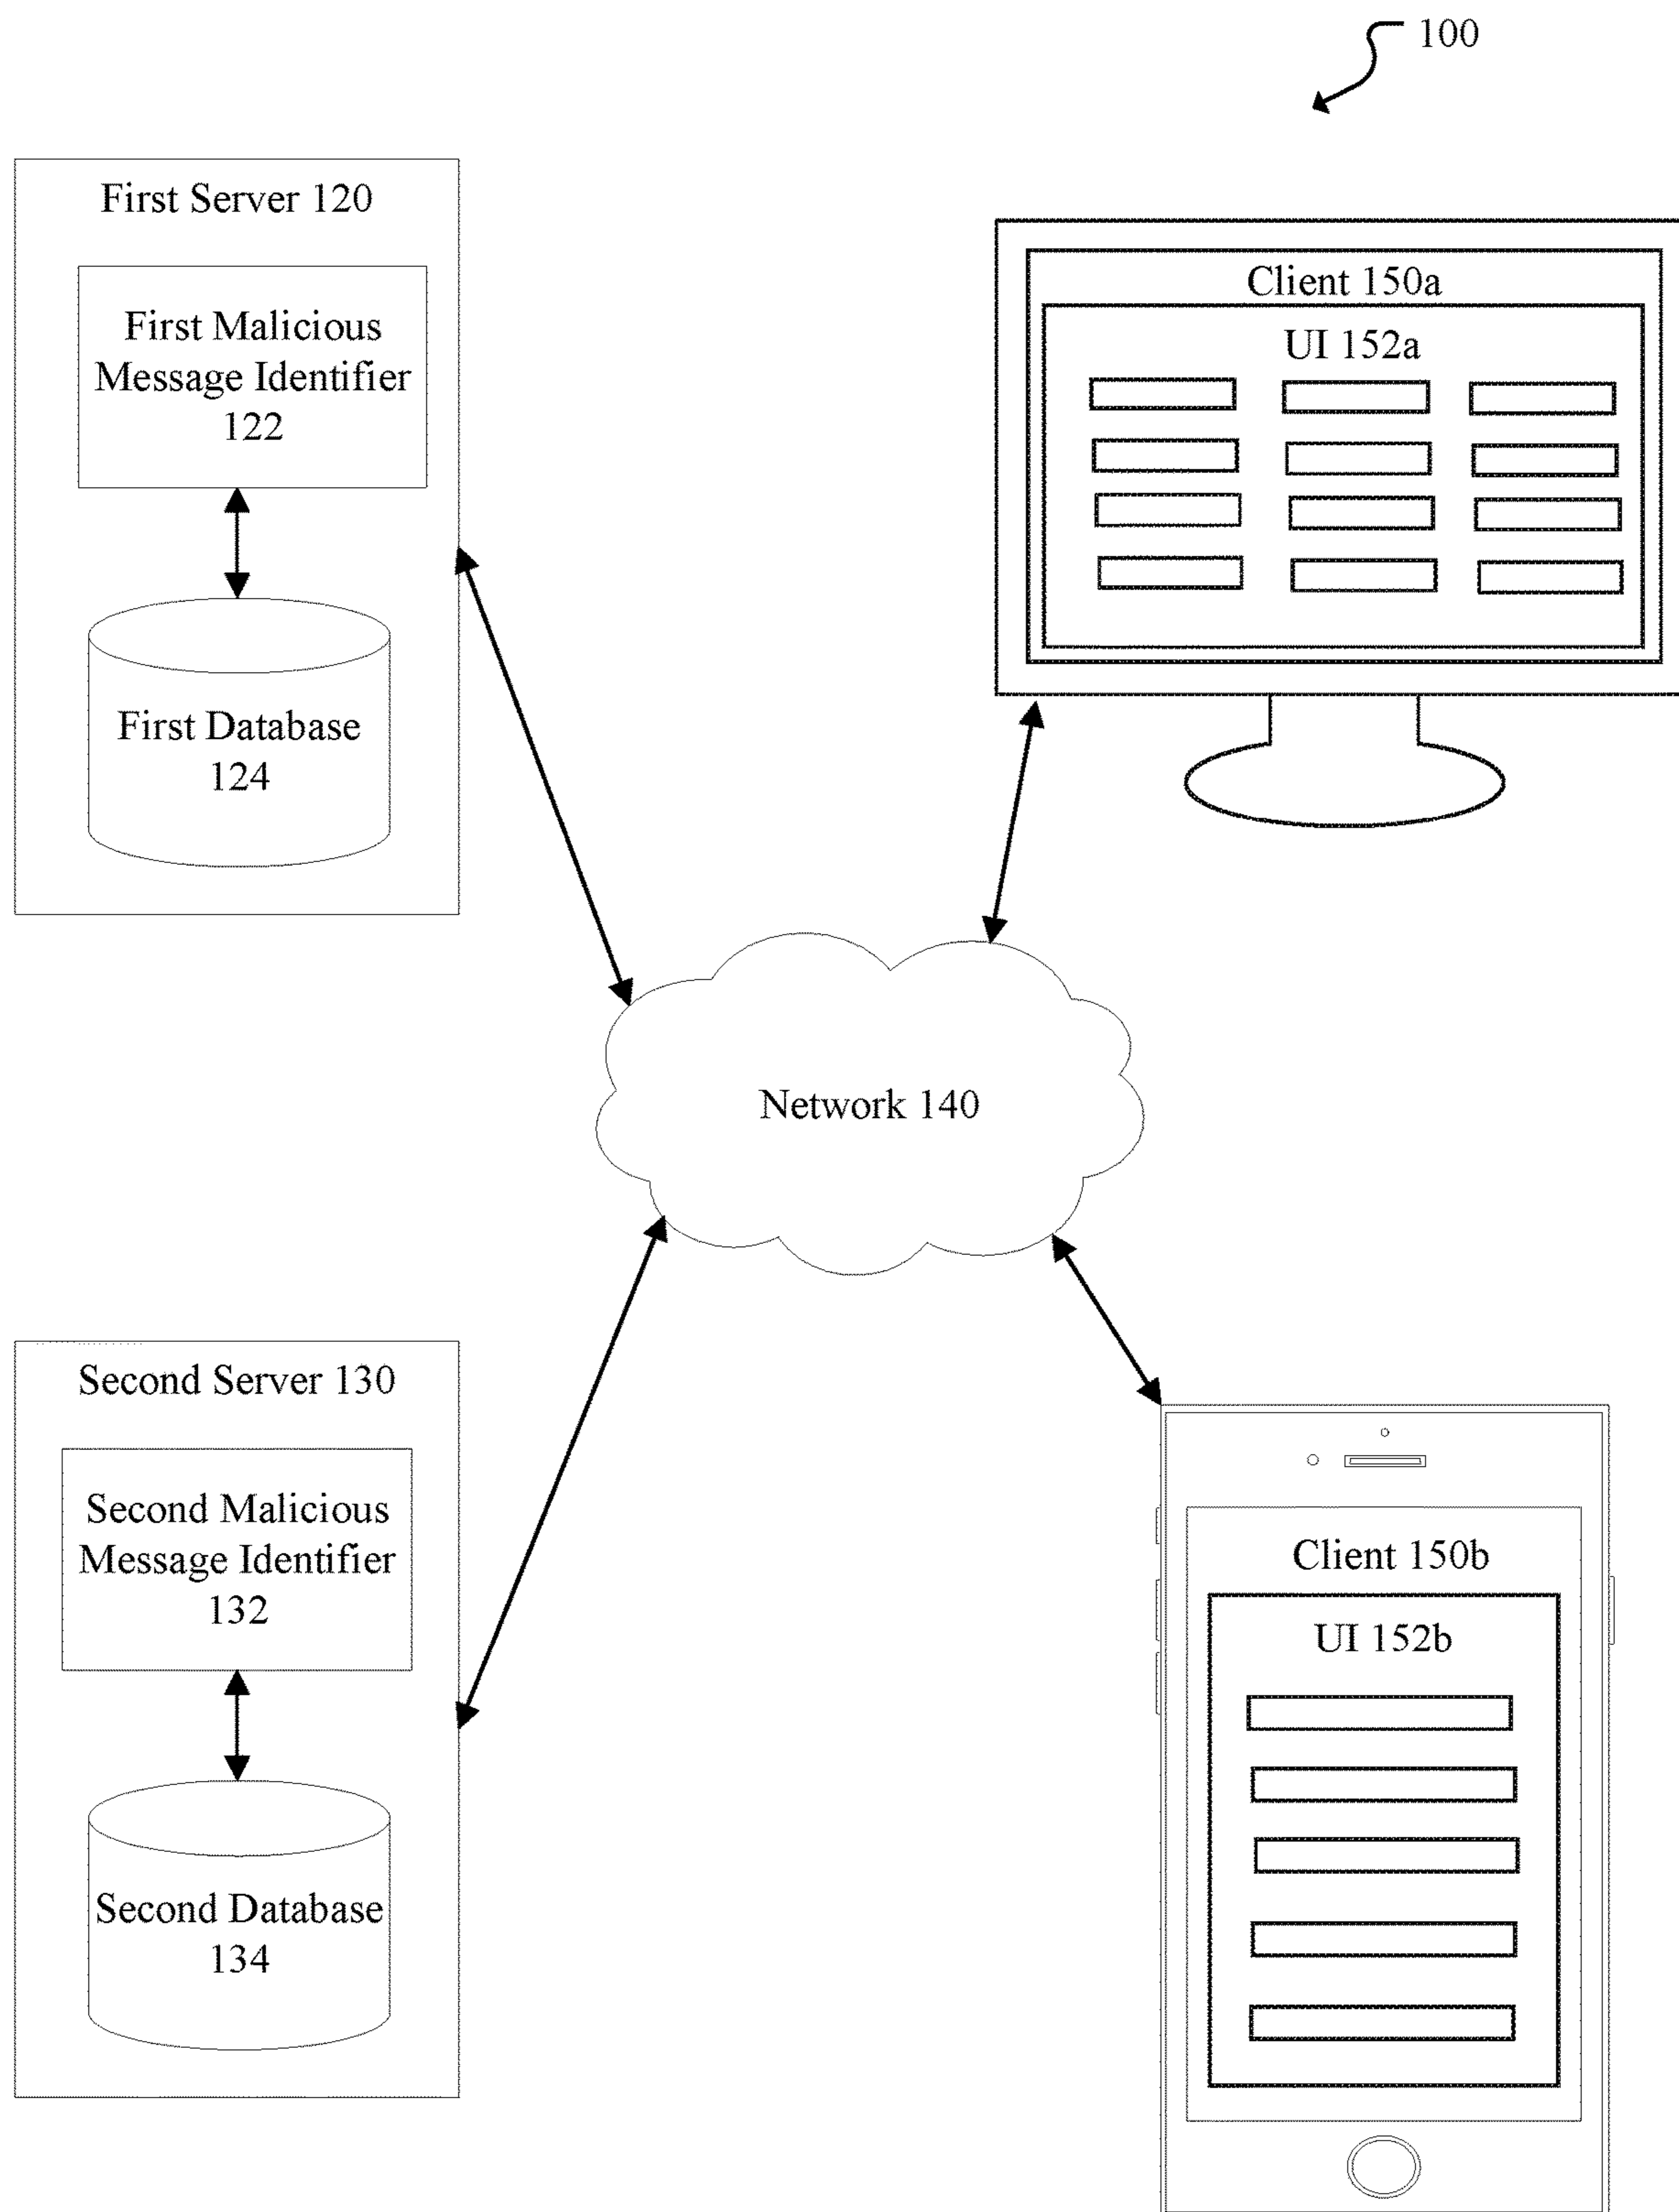 100
First Server 120
First Malicious
Message Identifier
122
First Database
124
Client 150a
UI 152a
Network 140
Second Server 130
Second Malicious
Message Identifier
132
Second Database
134
Client 150b
UI 152b